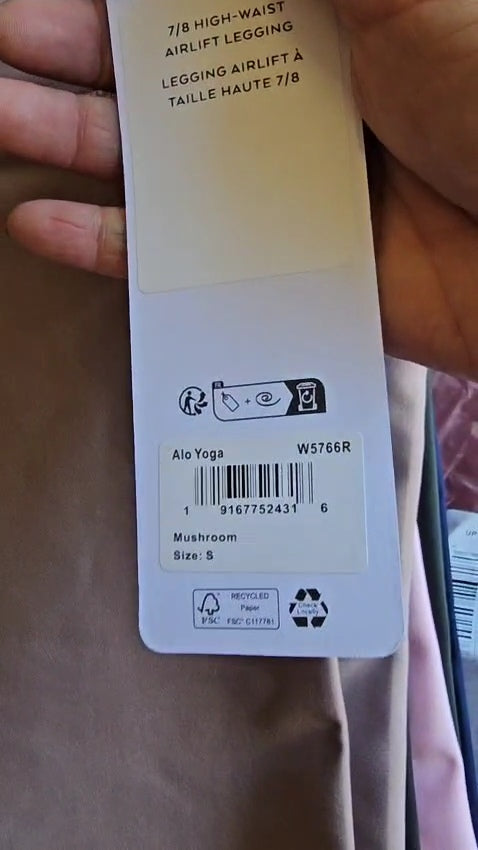 7/8 HIGH-WAIST
AIRLIFT LEGGING
LEGGING AIRLIFT À
TAILLE HAUTE 7/8
FR
Alo Yoga W5766R
1 9167752431 6
Mushroom
Size: S
FSC
RECYCLED
Paper
FSC® C117781
Check
Locally